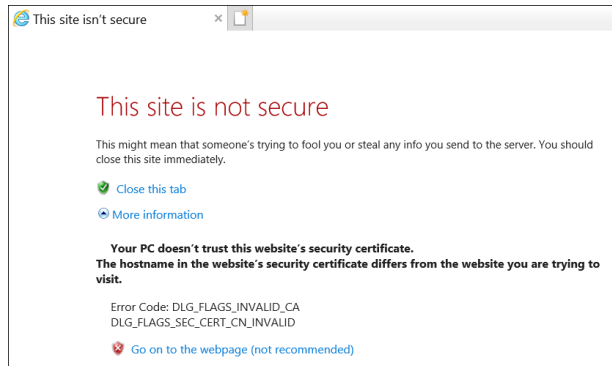 This site isn't secure
This site is not secure
This might mean that someone's trying to fool you or steal any info you send to the server. You should
close this site immediately.
Close this tab
More information
Your PC doesn't trust this website's security certificate.
The hostname in the website's security certificate differs from the website you are trying to
visit.
Error Code: DLG_FLAGS_INVALID_CA
DLG_FLAGS_SEC_CERT_CN_INVALID
Go on to the webpage (not recommended)